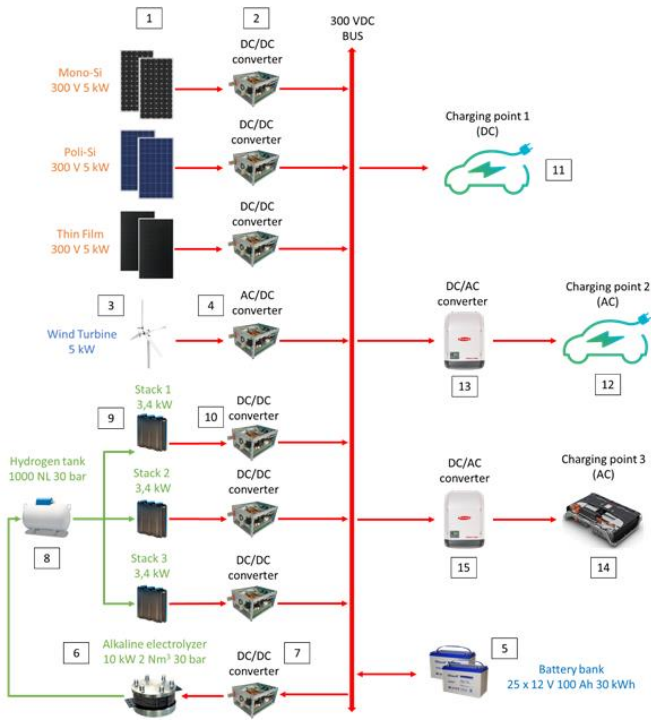 1
2
300 VDC
BUS
DC/DC
converter
Mono-Si
300 V 5 kW
DC/DC
converter
Poli-Si
300 V 5 kW
Charging point 1
(DC)
11
DC/DC
converter
Thin Film
300 V 5 kW
3
4
AC/DC
converter
Wind Turbine
5 kW
DC/AC
converter
13
Charging point 2
(AC)
12
Stack 1
3,4 kW
9
10
DC/DC
converter
Hydrogen tank
1000 NL 30 bar
8
Stack 2
3,4 kW
DC/DC
converter
DC/AC
converter
15
Charging point 3
(AC)
14
Stack 3
3,4 kW
DC/DC
converter
6
Alkaline electrolyzer
10 kW 2 Nm³ 30 bar
DC/DC
converter
7
5
Battery bank
25 x 12 V 100 Ah 30 kWh